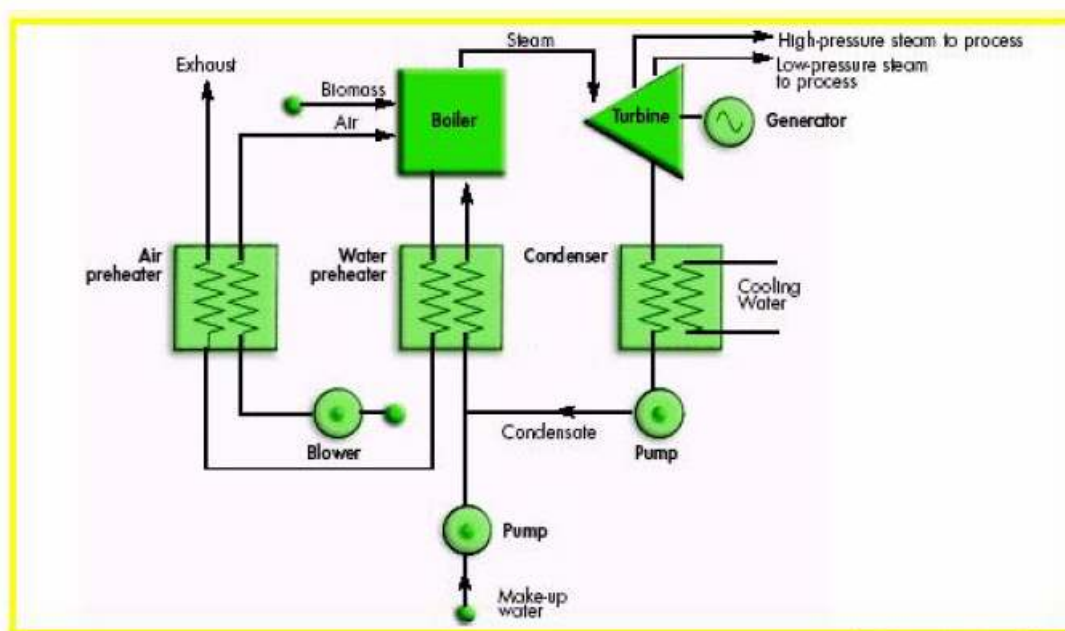 Steam
High-pressure steam to process
Low-pressure steam
to process
Exhaust
Biomass
Air
Boiler
Turbine
Generator
Air
preheater
Water
preheater
Condenser
Cooling
Water
Blower
Condensate
Pump
Pump
Make-up
water